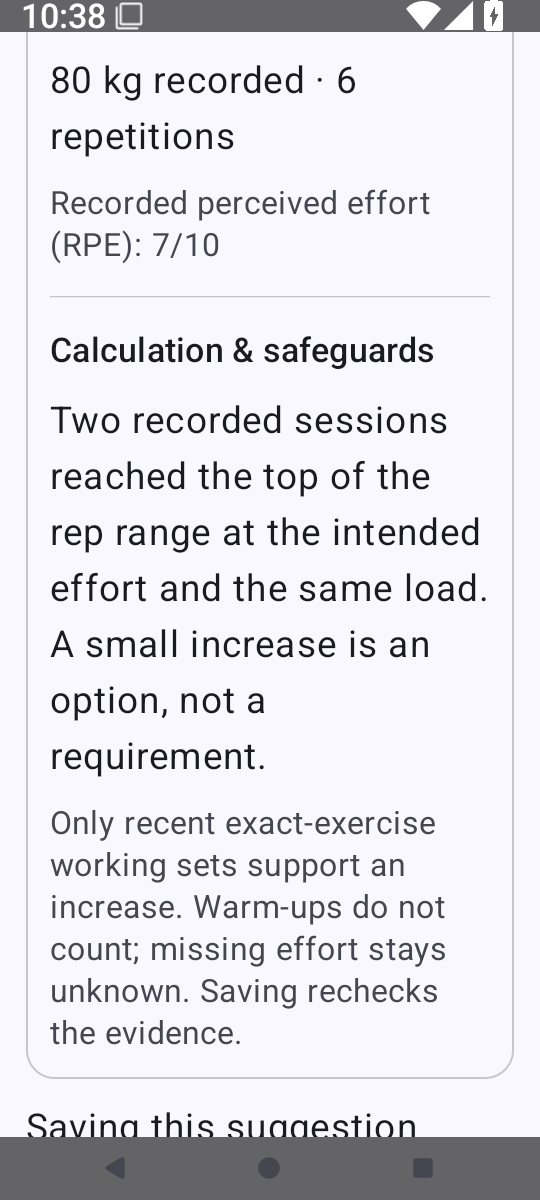 10:38
80 kg recorded · 6
repetitions
Recorded perceived effort
(RPE): 7/10
Calculation & safeguards
Two recorded sessions
reached the top of the
rep range at the intended
effort and the same load.
A small increase is an
option, not a
requirement.
Only recent exact-exercise
working sets support an
increase. Warm-ups do not
count; missing effort stays
unknown. Saving rechecks
the evidence.
Saving this suggestion